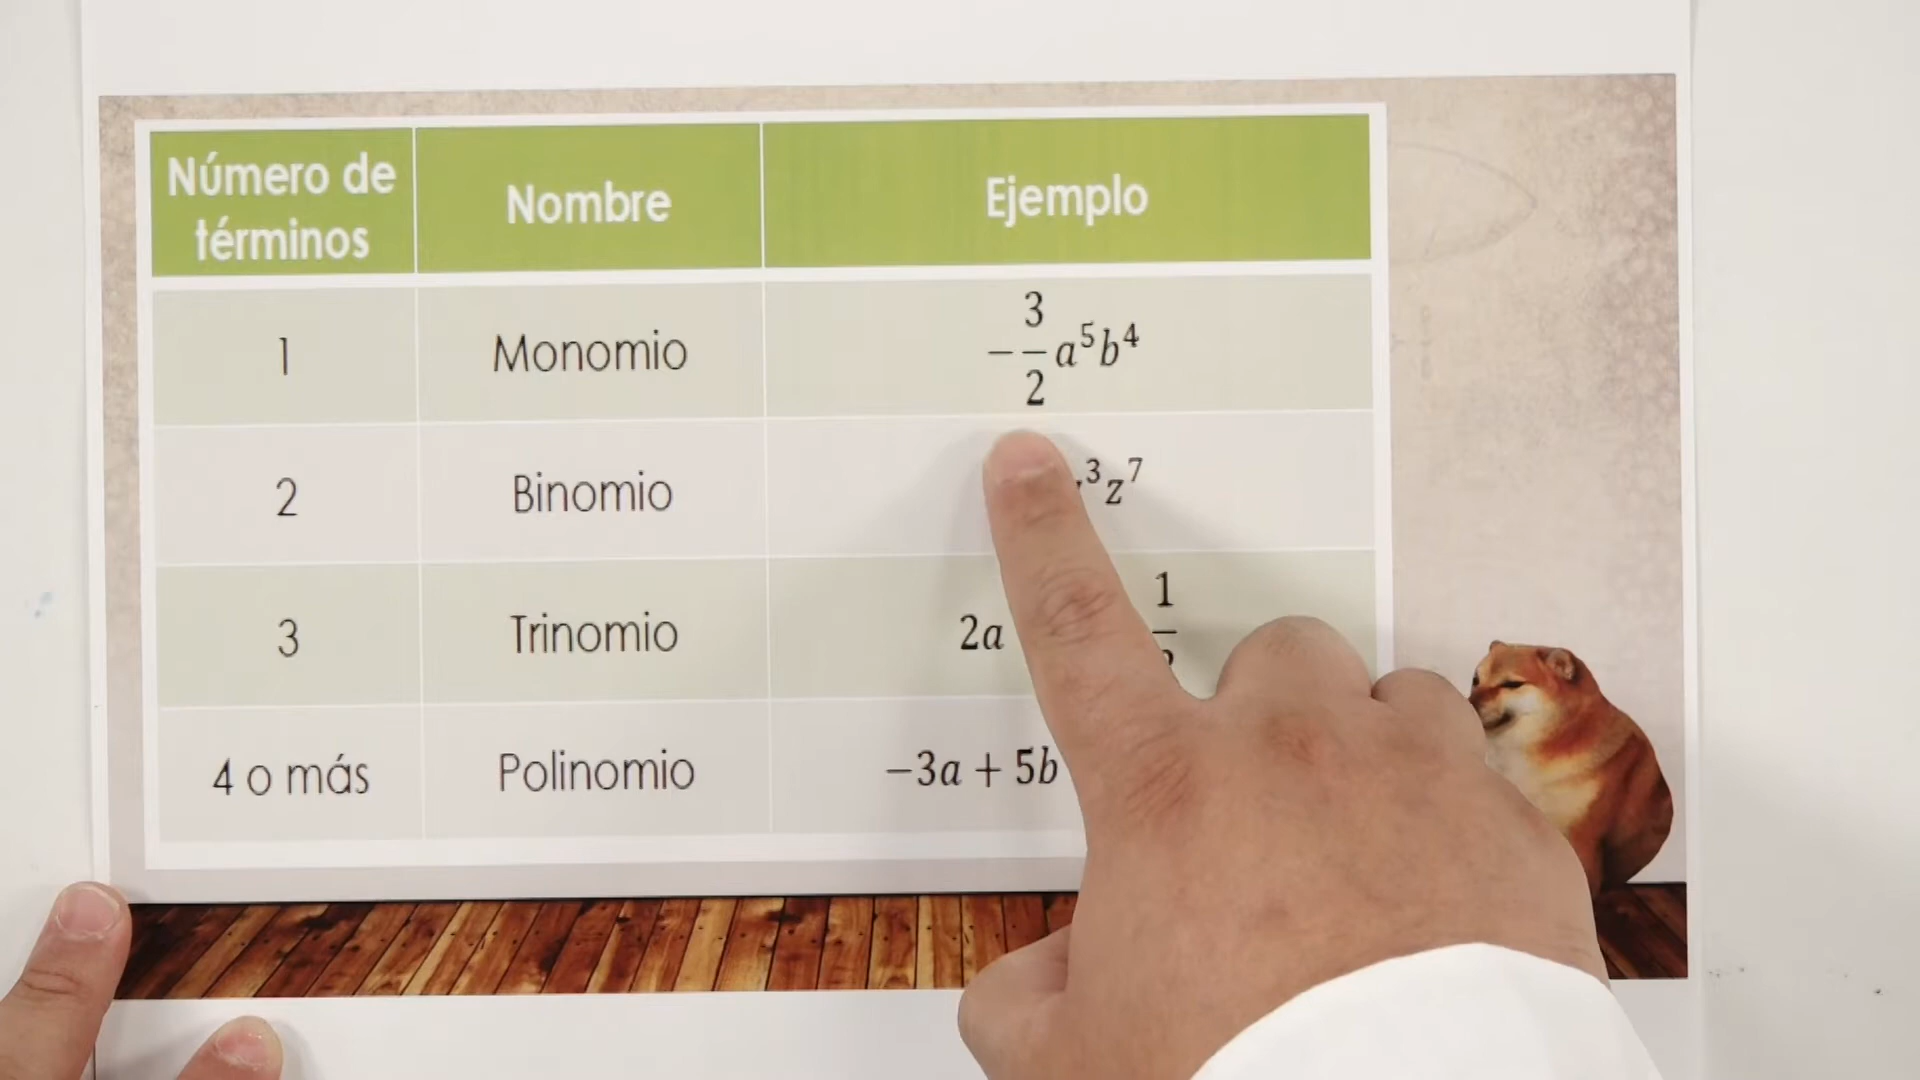 Número de términos
Nombre
Ejemplo
1
Monomio
-3/2 a⁵b⁴
2
Binomio
³z⁷
3
Trinomio
2a
1
4 o más
Polinomio
−3a + 5b